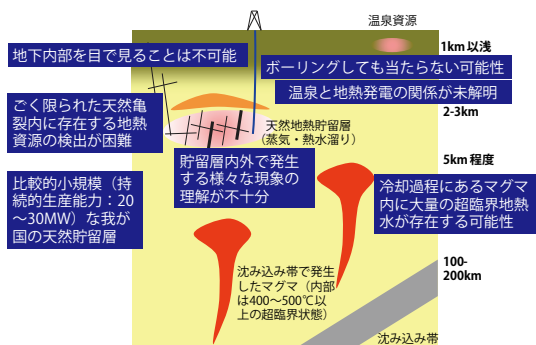 温泉資源
1km以浅
地下内部を目で見ることは不可能
ボーリングしても当たらない可能性
温泉と地熱発電の関係が未解明
2-3km
ごく限られた天然亀
裂内に存在する地熱
資源の検出が困難
天然地熱貯留層
（蒸気・熱水溜り）
貯留層内外で発生
する様々な現象の
理解が不十分
5km程度
比較的小規模（持
続的生産能力：20
～30MW）な我が
国の天然貯留層
冷却過程にあるマグマ
内に大量の超臨界地熱
水が存在する可能性
100-
200km
沈み込み帯で発生
したマグマ（内部
は400～500℃以
上の超臨界状態）
沈み込み帯